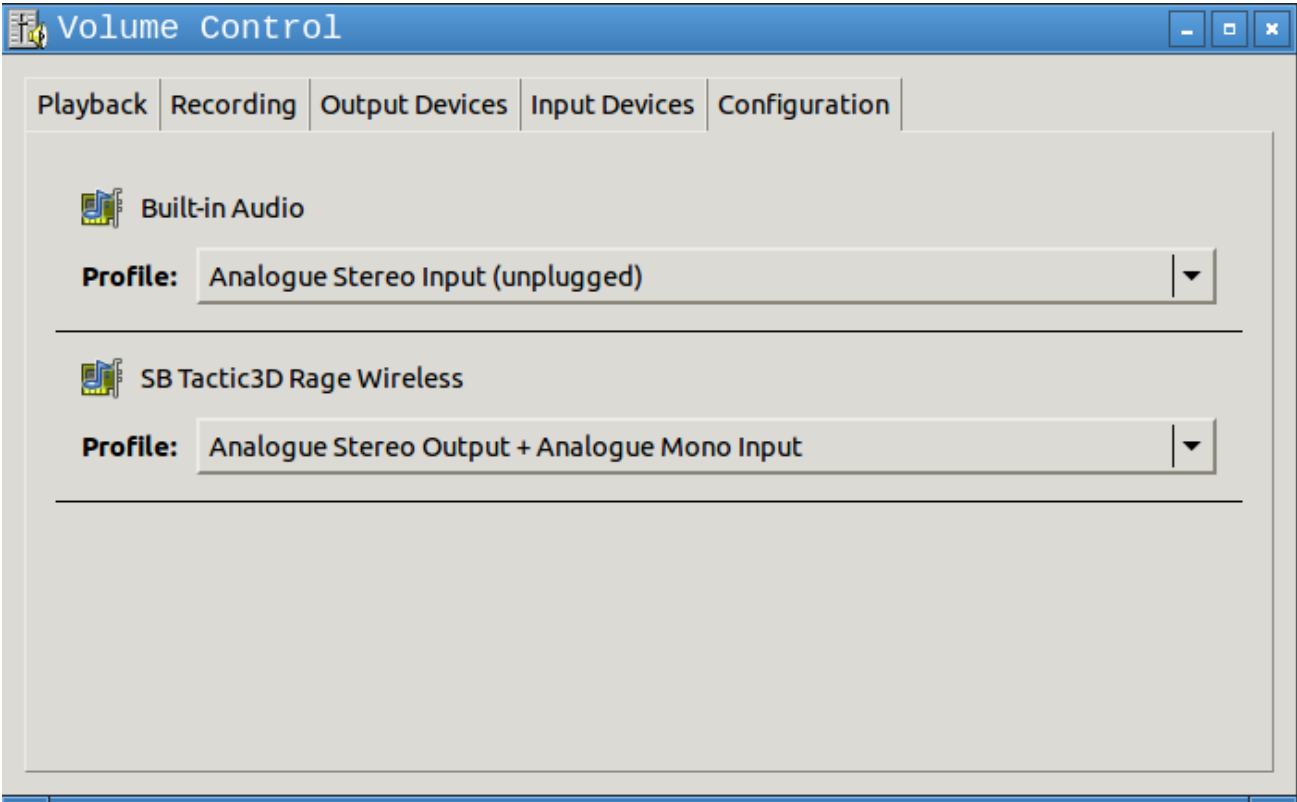 Volume Control
Playback Recording Output Devices Input Devices Configuration
Built-in Audio
Profile: Analogue Stereo Input (unplugged)
SB Tactic3D Rage Wireless
Profile: Analogue Stereo Output + Analogue Mono Input